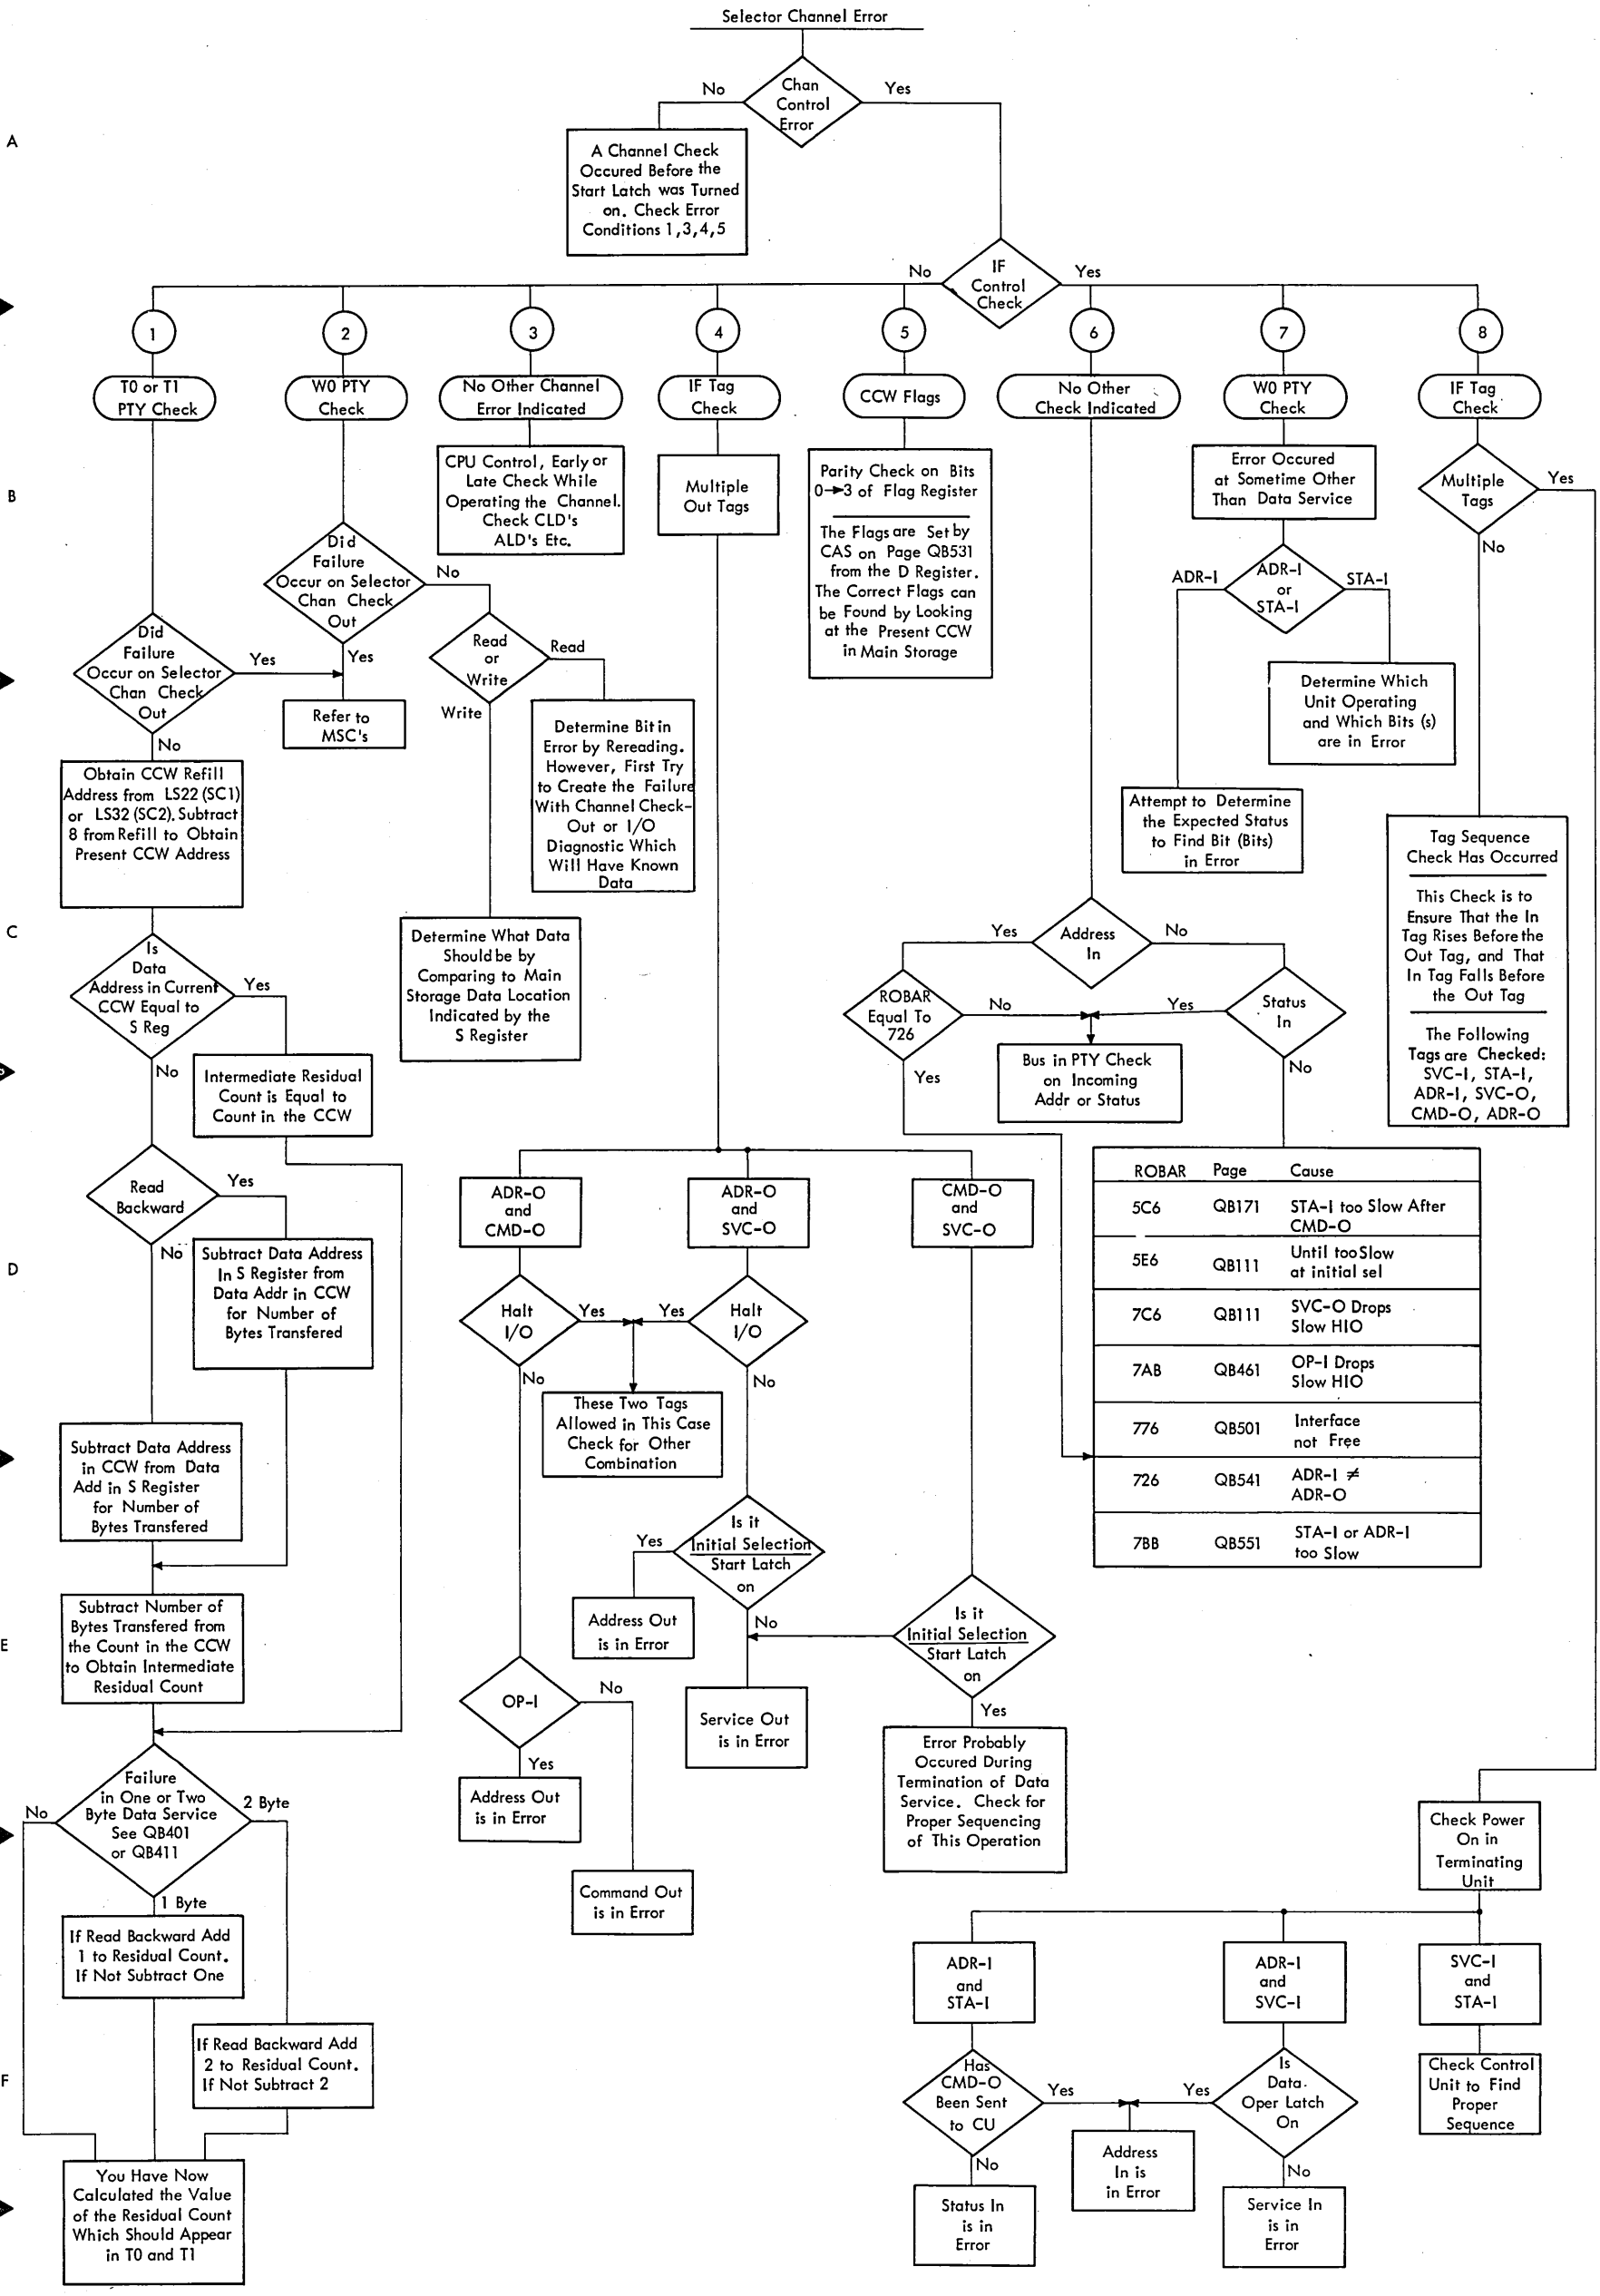 Selector Channel Error
No
Chan
Control
Error
Yes
A
A Channel Check
Occured Before the
Start Latch was Turned
on. Check Error
Conditions 1,3,4,5
No
IF
Control
Check
Yes
1
2
3
4
5
6
7
8
T0 or T1
PTY Check
W0 PTY
Check
No Other Channel
Error Indicated
IF Tag
Check
CCW Flags
No Other
Check Indicated
W0 PTY
Check
IF Tag
Check
B
CPU Control, Early or
Late Check While
Operating the Channel.
Check CLD's
ALD's Etc.
Multiple
Out Tags
Parity Check on Bits
0→3 of Flag Register
The Flags are Set by
CAS on Page QB531
from the D Register.
The Correct Flags can
be Found by Looking
at the Present CCW
in Main Storage
Error Occured
at Sometime Other
Than Data Service
Multiple
Tags
Yes
No
Did
Failure
Occur on Selector
Chan Check
Out
No
Yes
ADR-I
ADR-I
or
STA-I
STA-I
Read
or
Write
Read
Write
Did
Failure
Occur on Selector
Chan Check
Out
Yes
No
Refer to
MSC's
Determine Which
Unit Operating
and Which Bits (s)
are in Error
Determine Bit in
Error by Rereading.
However, First Try
to Create the Failure
With Channel Check-
Out or I/O
Diagnostic Which
Will Have Known
Data
Obtain CCW Refill
Address from LS22 (SC1)
or LS32 (SC2). Subtract
8 from Refill to Obtain
Present CCW Address
Attempt to Determine
the Expected Status
to Find Bit (Bits)
in Error
Tag Sequence
Check Has Occurred
This Check is to
Ensure That the In
Tag Rises Before the
Out Tag, and That
In Tag Falls Before
the Out Tag
The Following
Tags are Checked:
SVC-I, STA-I,
ADR-I, SVC-O,
CMD-O, ADR-O
C
Is
Data
Address in Current
CCW Equal to
S Reg
Yes
No
Determine What Data
Should be by
Comparing to Main
Storage Data Location
Indicated by the
S Register
Yes
Address
In
No
ROBAR
Equal To
726
No
Yes
Yes
Status
In
No
Bus in PTY Check
on Incoming
Addr or Status
Intermediate Residual
Count is Equal to
Count in the CCW
Read
Backward
Yes
No
D
Subtract Data Address
In S Register from
Data Addr in CCW
for Number of
Bytes Transfered
ADR-O
and
CMD-O
ADR-O
and
SVC-O
CMD-O
and
SVC-O
ROBAR Page Cause
5C6 QB171 STA-I too Slow After
CMD-O
5E6 QB111 Until too Slow
at initial sel
7C6 QB111 SVC-O Drops
Slow HIO
7AB QB461 OP-I Drops
Slow HIO
776 QB501 Interface
not Free
726 QB541 ADR-I ≠
ADR-O
7BB QB551 STA-I or ADR-I
too Slow
Halt
I/O
Yes
No
Yes
Halt
I/O
No
These Two Tags
Allowed in This Case
Check for Other
Combination
Subtract Data Address
in CCW from Data
Add in S Register
for Number of
Bytes Transfered
Yes
Is it
Initial Selection
Start Latch
on
No
Address Out
is in Error
E
Subtract Number of
Bytes Transfered from
the Count in the CCW
to Obtain Intermediate
Residual Count
Is it
Initial Selection
Start Latch
on
Yes
OP-I
No
Yes
Service Out
is in Error
Error Probably
Occured During
Termination of Data
Service. Check for
Proper Sequencing
of This Operation
Address Out
is in Error
Command Out
is in Error
No
Failure
in One or Two
Byte Data Service
See QB401
or QB411
2 Byte
1 Byte
Check Power
On in
Terminating
Unit
If Read Backward Add
1 to Residual Count.
If Not Subtract One
If Read Backward Add
2 to Residual Count.
If Not Subtract 2
ADR-I
and
STA-I
ADR-I
and
SVC-I
SVC-I
and
STA-I
F
Has
CMD-O
Been Sent
to CU
Yes
No
Yes
Is
Data
Oper Latch
On
No
Check Control
Unit to Find
Proper
Sequence
Address
In is
in Error
Status In
is in
Error
Service In
is in
Error
You Have Now
Calculated the Value
of the Residual Count
Which Should Appear
in T0 and T1